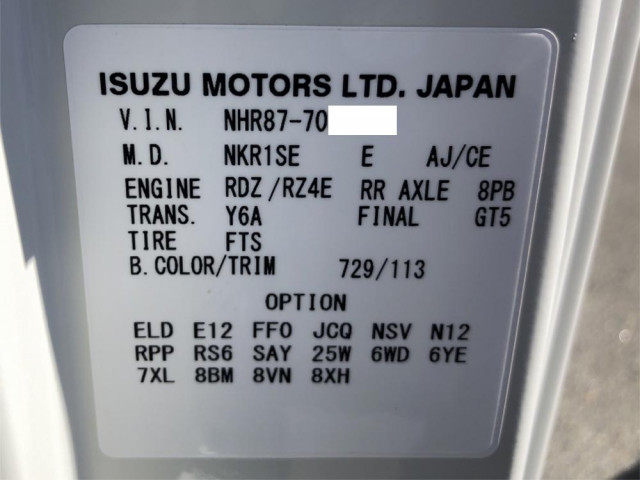 ISUZU MOTORS LTD. JAPAN
V.I.N. NHR87-70
M.D. NKR1SE E AJ/CE
ENGINE RDZ/RZ4E RR AXLE 8PB
TRANS. Y6A FINAL GT5
TIRE FTS
B.COLOR/TRIM 729/113
OPTION
ELD E12 FF0 JCQ NSV N12
RPP RS6 SAY 25W 6WD 6YE
7XL 8BM 8VN 8XH